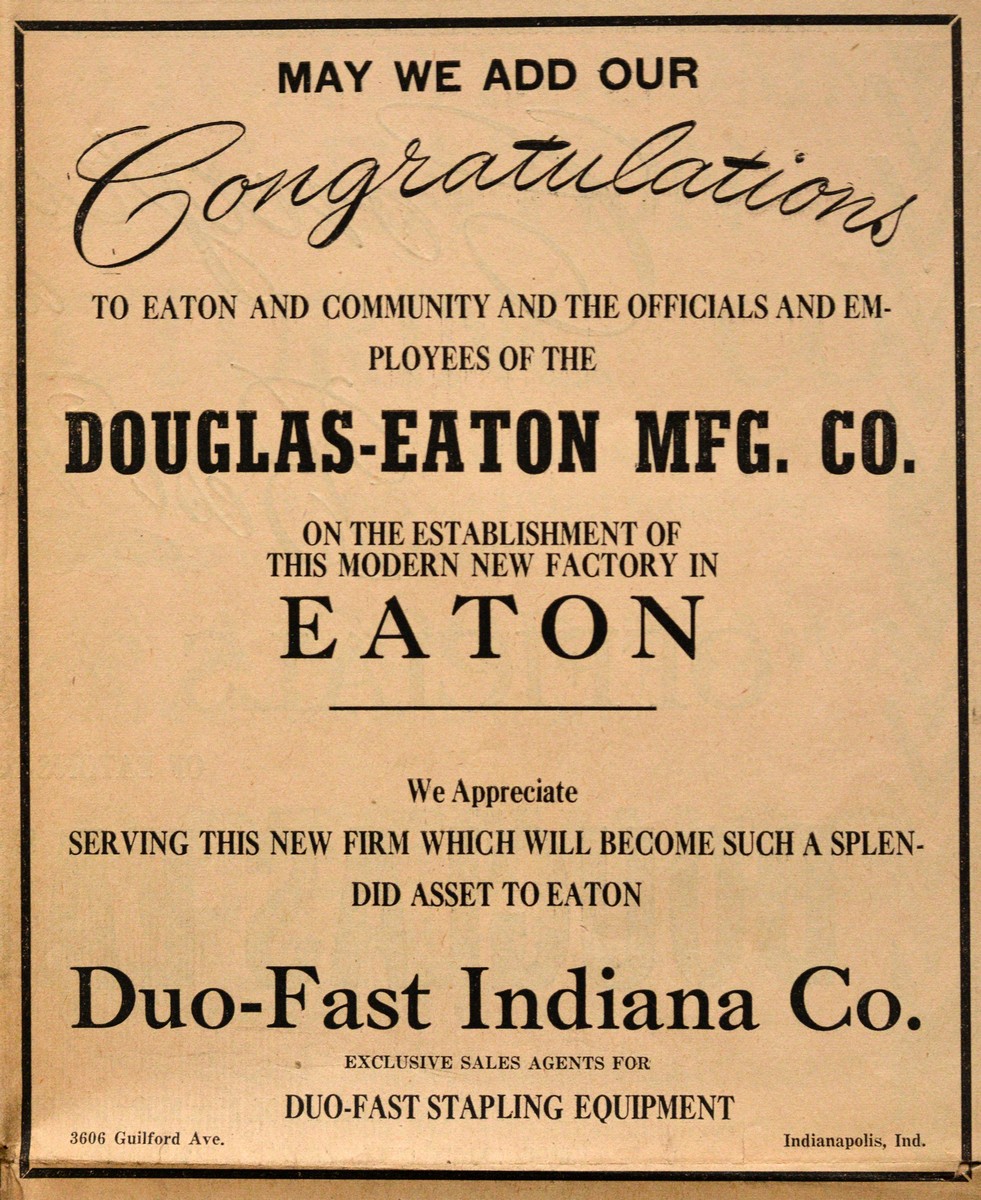 MAY WE ADD OUR
Congratulations
TO EATON AND COMMUNITY AND THE OFFICIALS AND EM-
PLOYEES OF THE
DOUGLAS-EATON MFG. CO.
ON THE ESTABLISHMENT OF
THIS MODERN NEW FACTORY IN
EATON
We Appreciate
SERVING THIS NEW FIRM WHICH WILL BECOME SUCH A SPLEN-
DID ASSET TO EATON
Duo-Fast Indiana Co.
EXCLUSIVE SALES AGENTS FOR
DUO-FAST STAPLING EQUIPMENT
3606 Guilford Ave. Indianapolis, Ind.